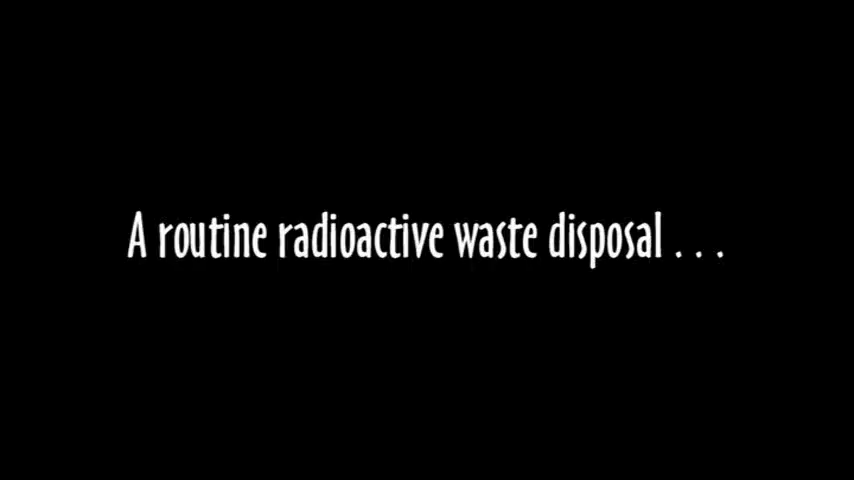 A routine radioactive waste disposal . . .